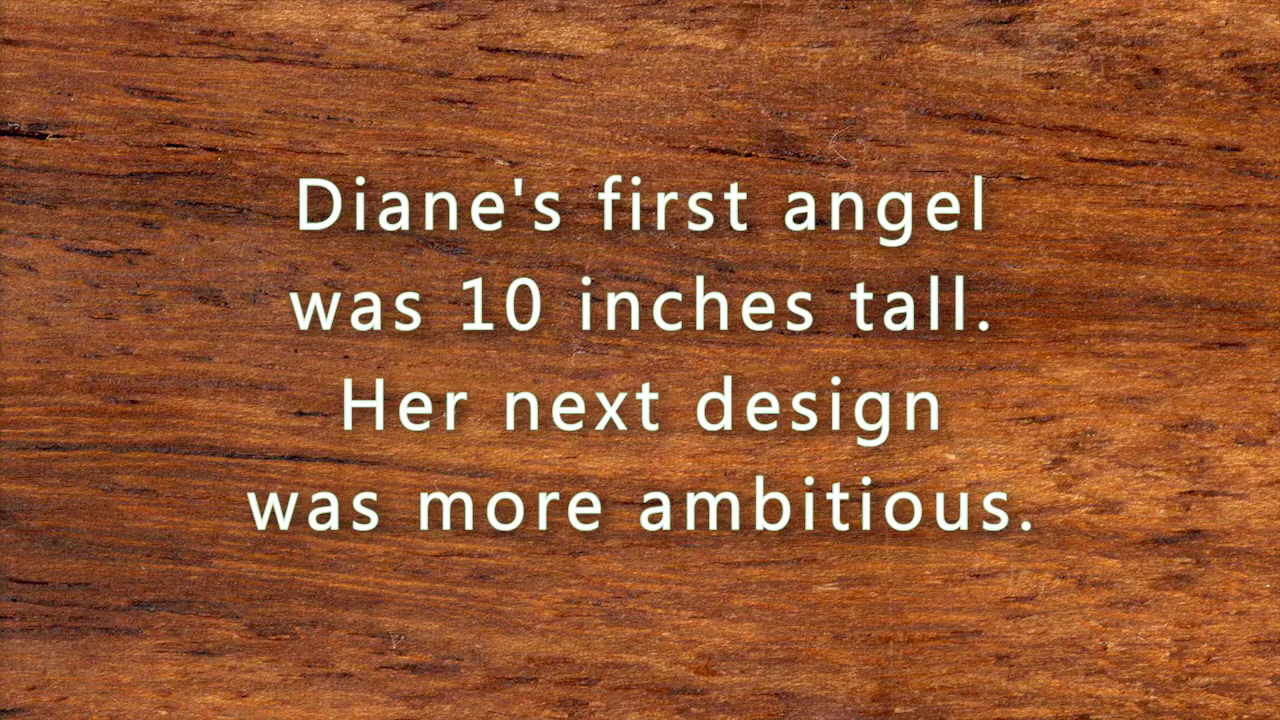 Diane's first angel
was 10 inches tall.
Her next design
was more ambitious.